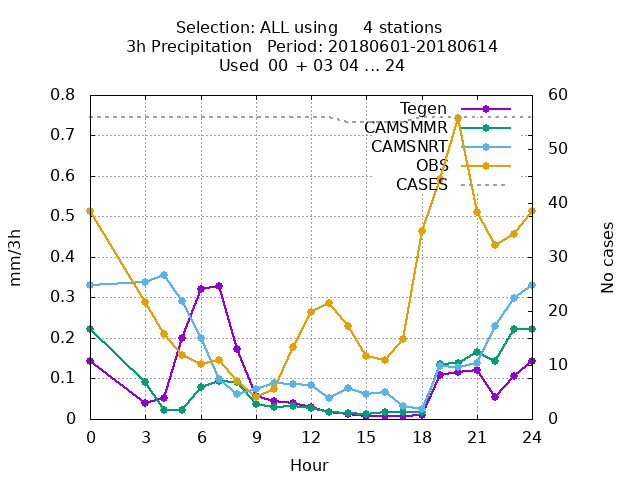 Selection: ALL using 4 stations
3h Precipitation Period: 20180601-20180614
Used 00 + 03 04 ... 24
0.8
0.7
0.6
0.5
0.4
0.3
0.2
0.1
0
mm/3h
60
50
40
30
20
10
0
No cases
Tegen
CAMSMMR
CAMSNRT
OBS
CASES
0 3 6 9 12 15 18 21 24
Hour